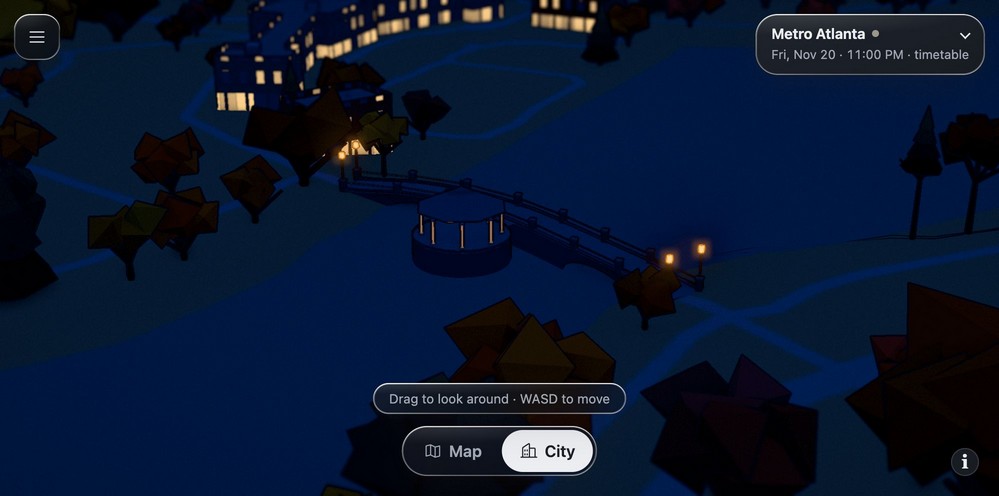 Metro Atlanta
Fri, Nov 20 · 11:00 PM · timetable
Drag to look around · WASD to move
Map
City
i